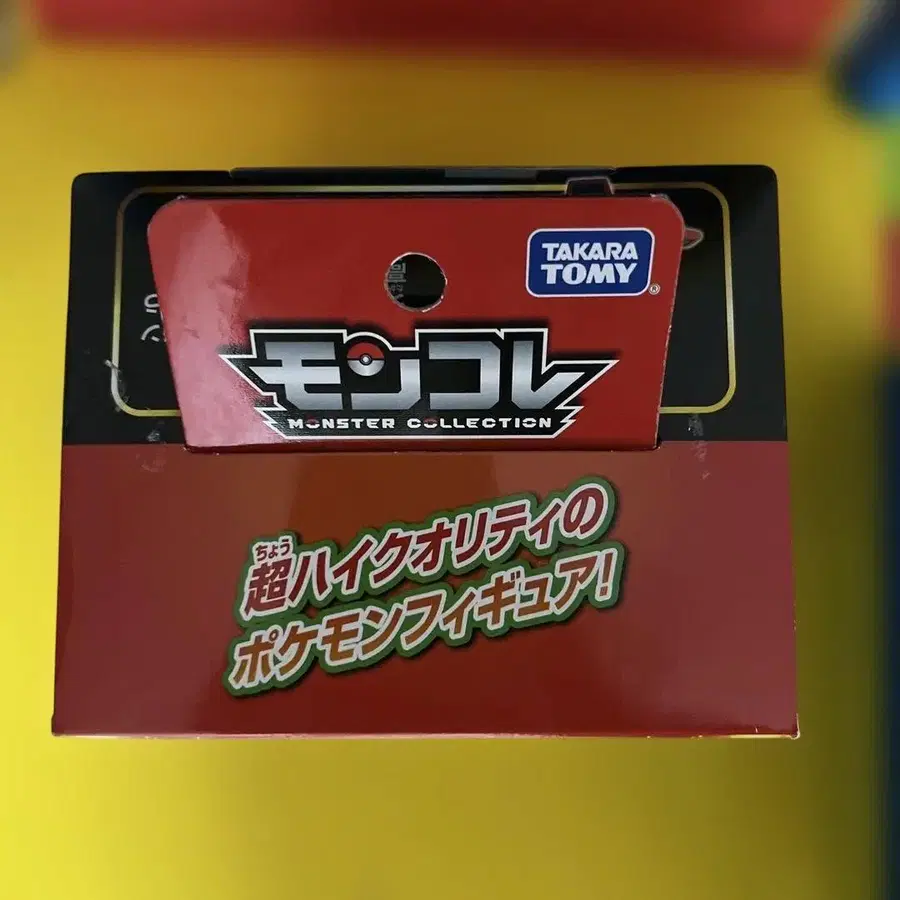 TAKARA
TOMY
®
モンコレ
MONSTER COLLECTION
ちょう
超ハイクオリティの
ポケモンフィギュア!